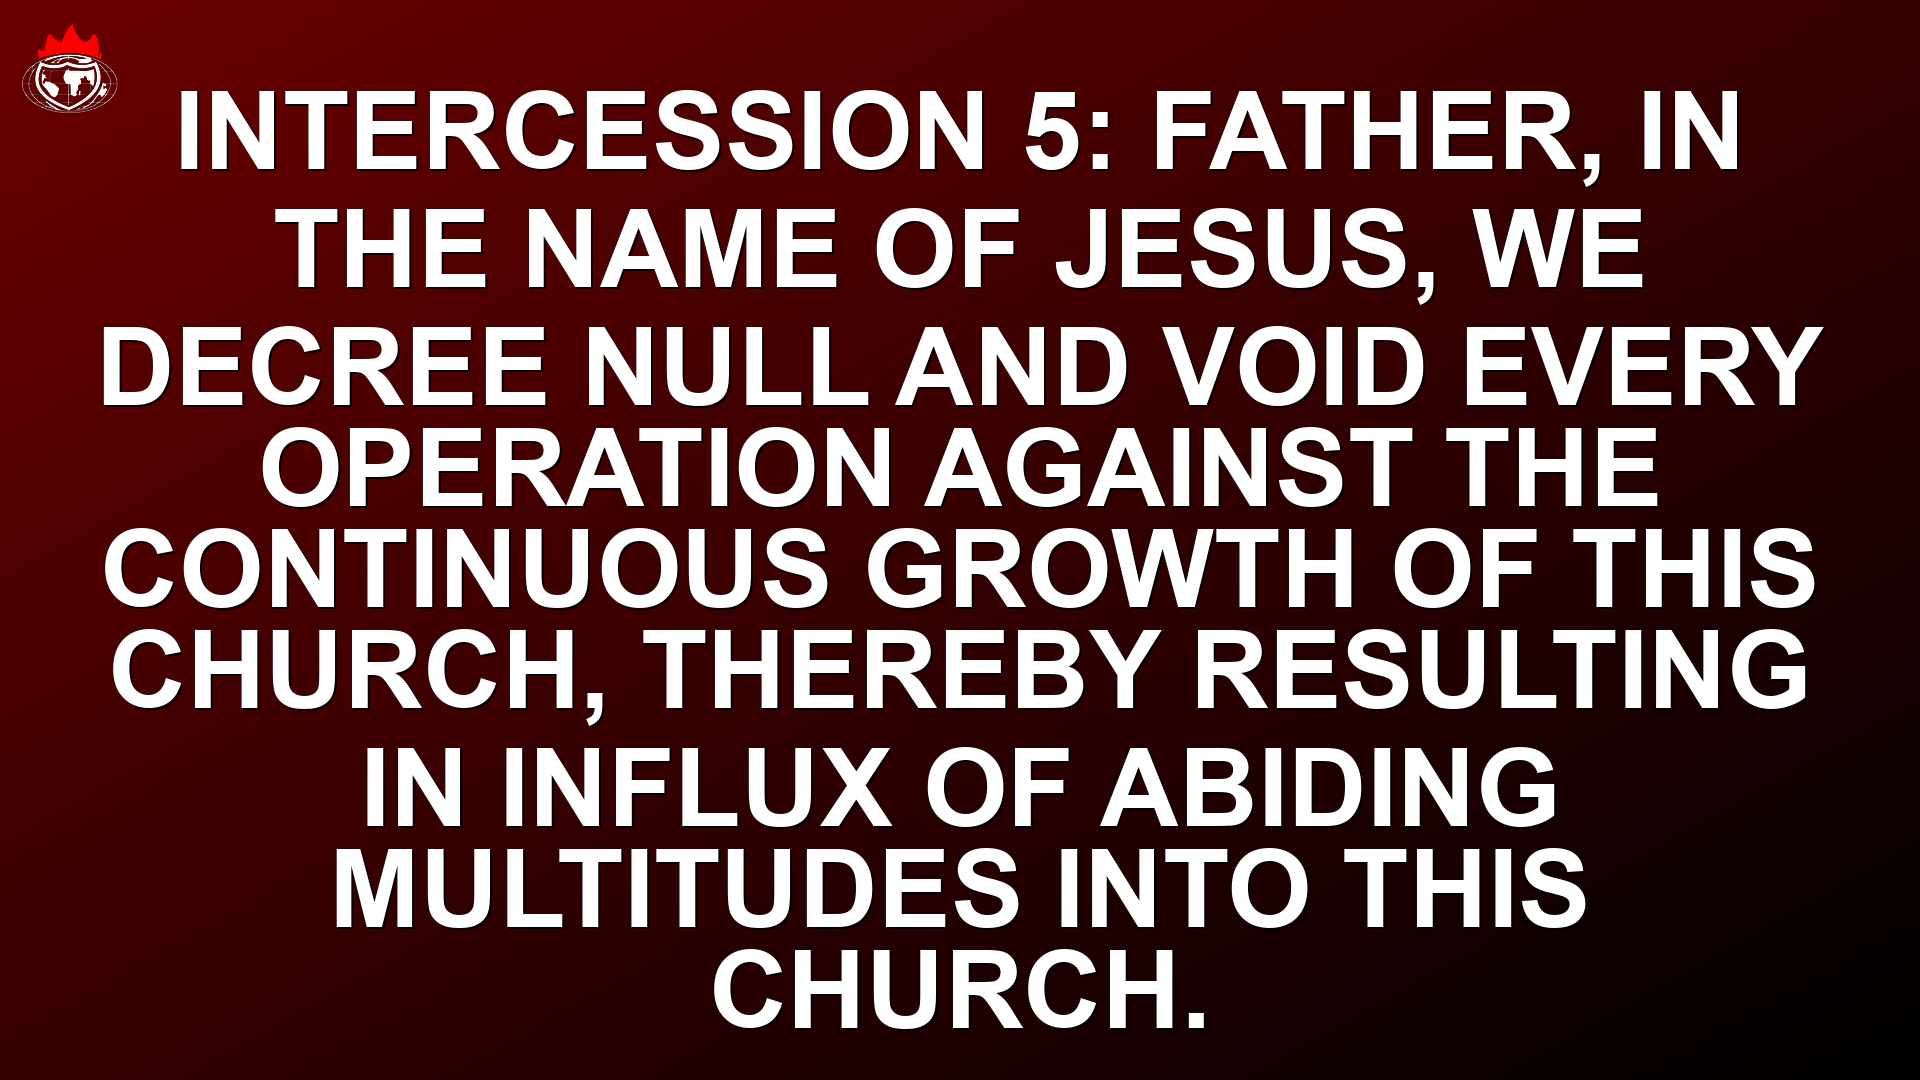 INTERCESSION 5: FATHER, IN
THE NAME OF JESUS, WE
DECREE NULL AND VOID EVERY
OPERATION AGAINST THE
CONTINUOUS GROWTH OF THIS
CHURCH, THEREBY RESULTING
IN INFLUX OF ABIDING
MULTITUDES INTO THIS
CHURCH.